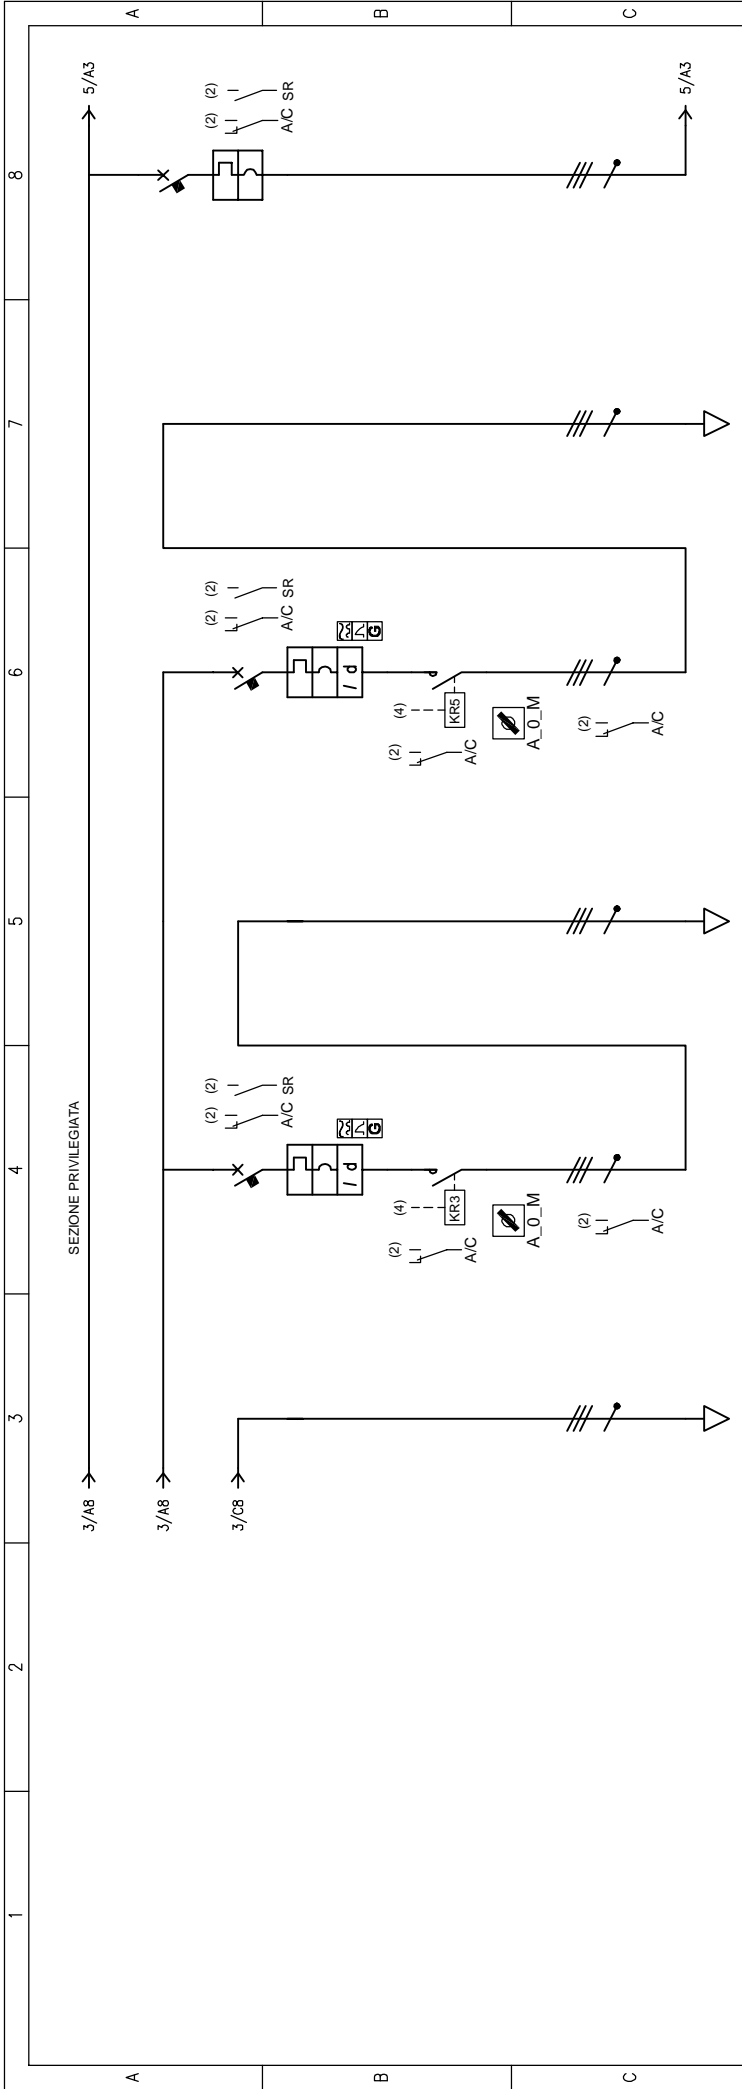 1 2 3 4 5 6 7 8
SEZIONE PRIVILEGIATA
3/A8 5/A3
A A
3/A8
(2) (2) (2) (2) (2) (2)
3/C8
A/C SR A/C SR A/C SR
I d I d
G G
B B
(2) (4) (2) (4)
KR3 KR5
A/C A/C
A_0_M A_0_M
(2) (2)
C C
A/C A/C
5/A3